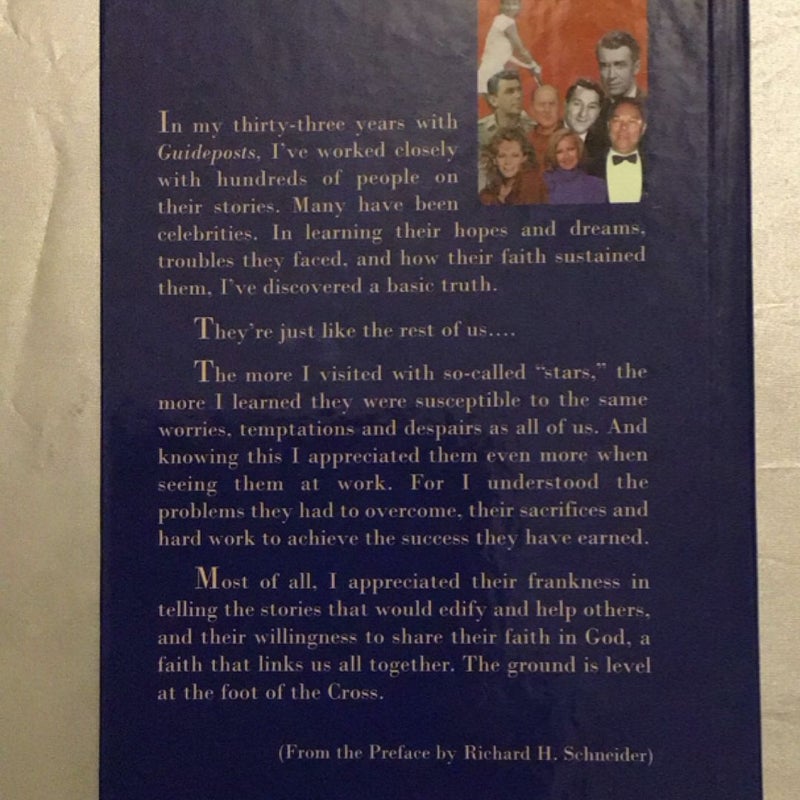 In my thirty-three years with
Guideposts, I've worked closely
with hundreds of people on
their stories. Many have been
celebrities. In learning their hopes and dreams,
troubles they faced, and how their faith sustained
them, I've discovered a basic truth.
They're just like the rest of us....
The more I visited with so-called “stars,” the
more I learned they were susceptible to the same
worries, temptations and despairs as all of us. And
knowing this I appreciated them even more when
seeing them at work. For I understood the
problems they had to overcome, their sacrifices and
hard work to achieve the success they have earned.
Most of all, I appreciated their frankness in
telling the stories that would edify and help others,
and their willingness to share their faith in God, a
faith that links us all together. The ground is level
at the foot of the Cross.
(From the Preface by Richard H. Schneider)